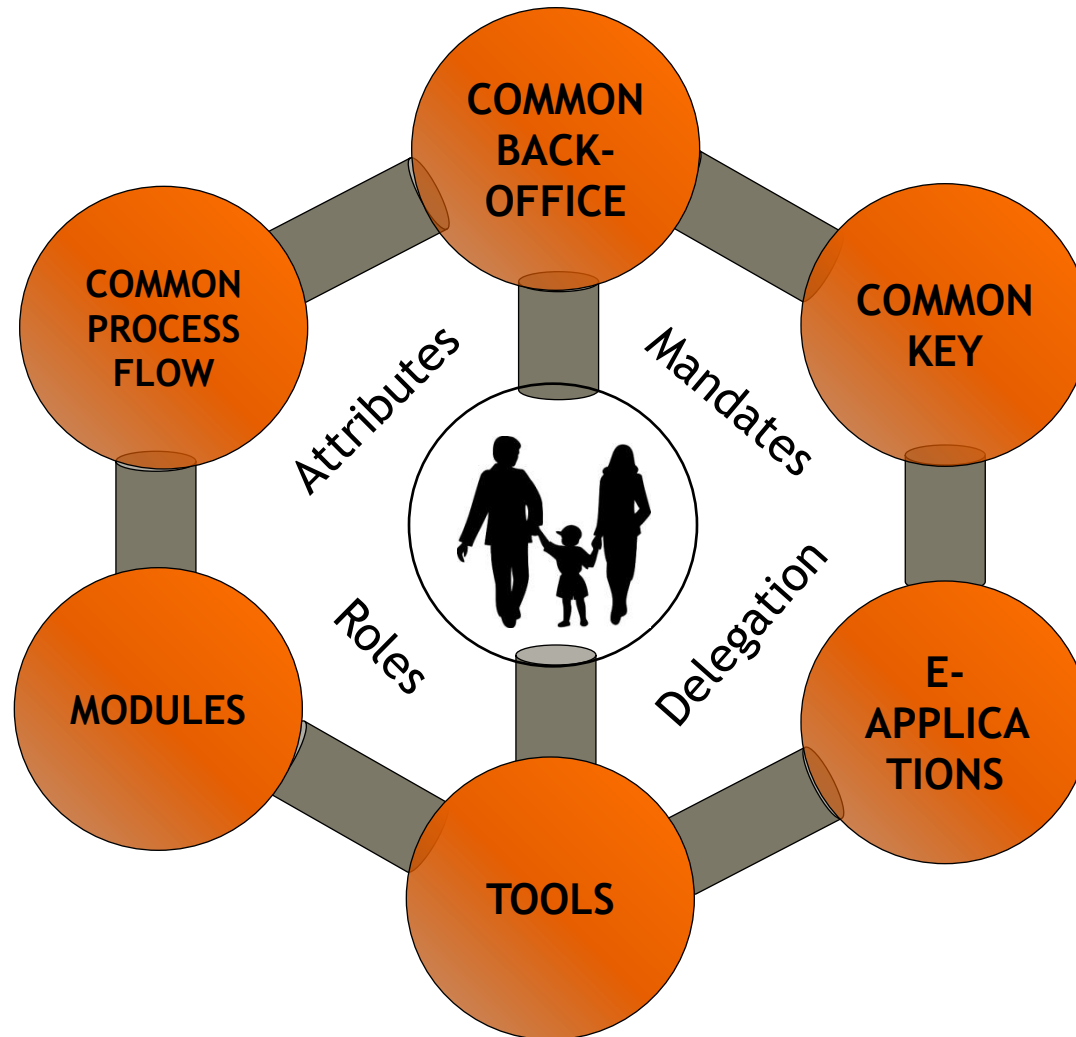 COMMON
BACK-
OFFICE
COMMON
PROCESS
FLOW
COMMON
KEY
Attributes
Mandates
Roles
Delegation
MODULES
E-
APPLICA
TIONS
TOOLS